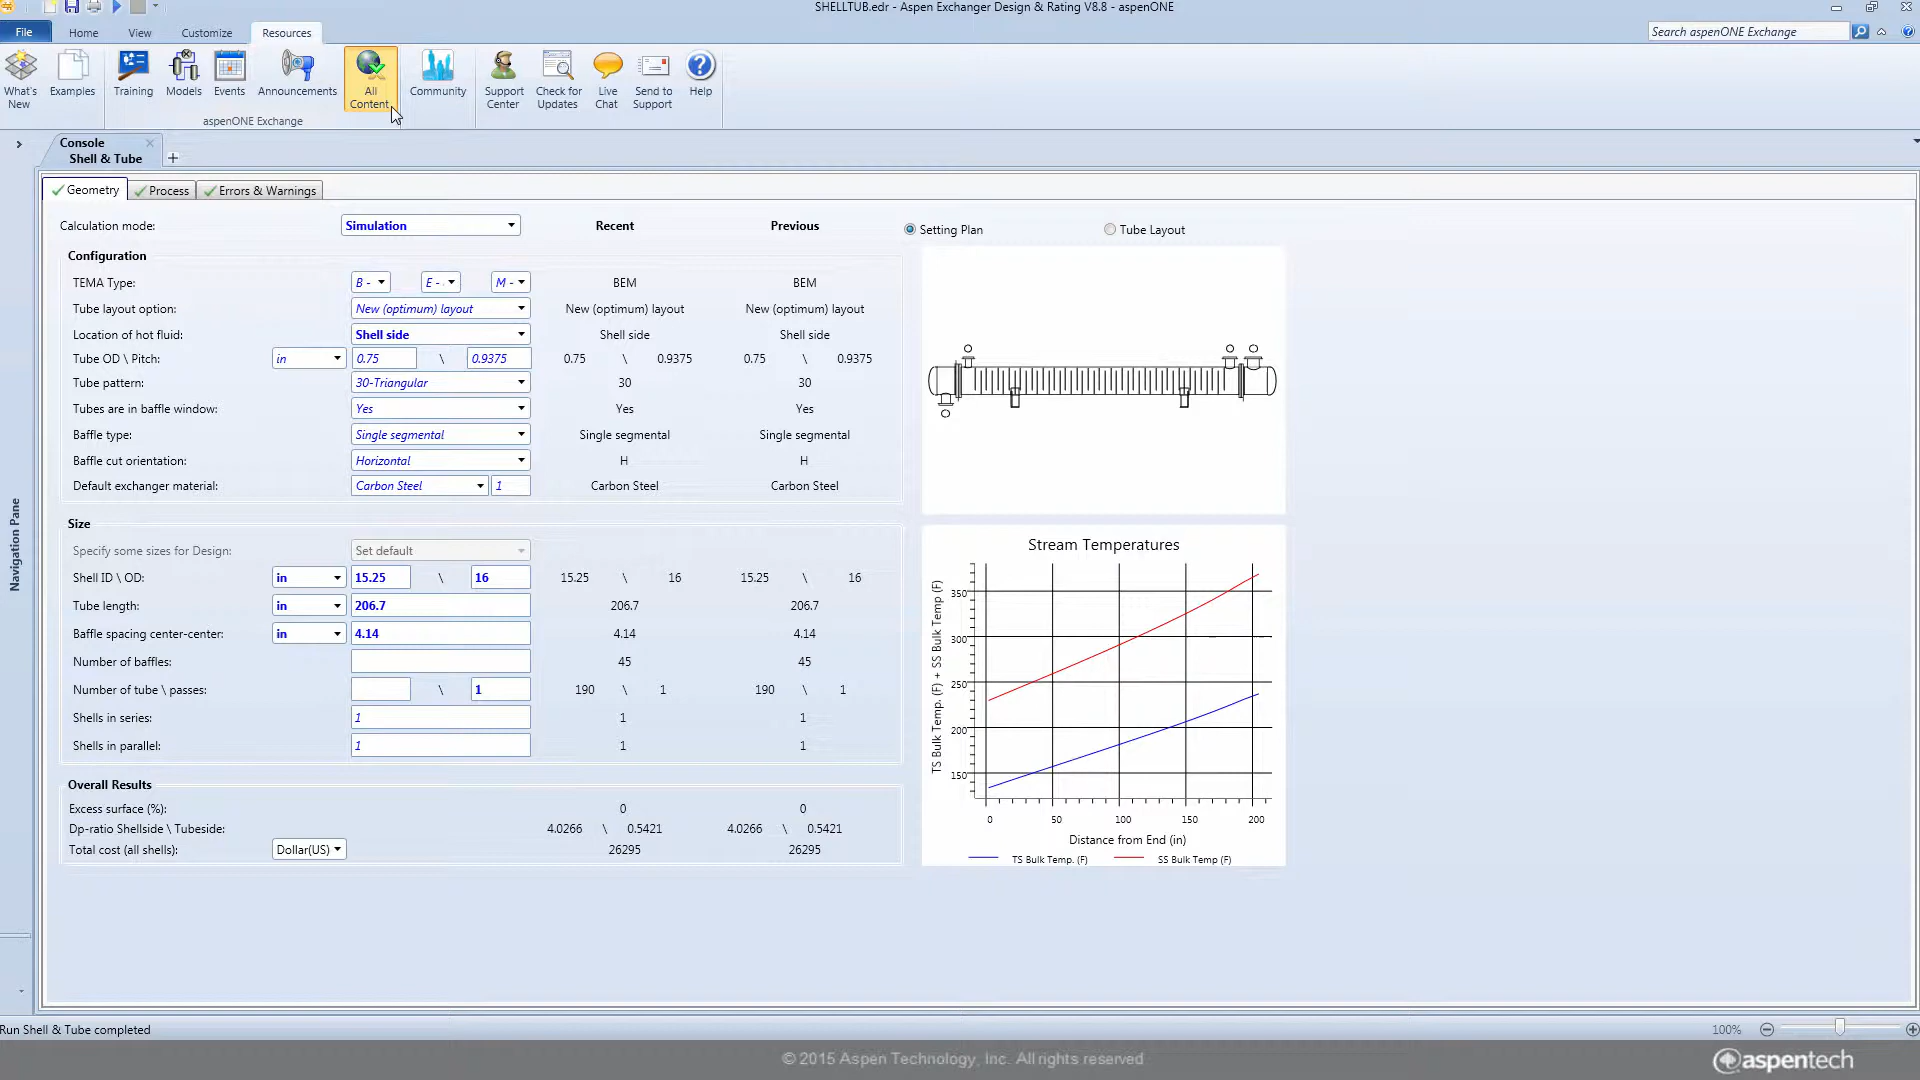 SHELLTUB.edr - Aspen Exchanger Design & Rating V8.8 - aspenONE
File Home View Customize Resources Search aspenONE Exchange
What's New Examples Training Models Events Announcements All Content Community Support Center Check for Updates Live Chat Send to Support Help
aspenONE Exchange
Console
Shell & Tube
Navigation Pane
Geometry Process Errors & Warnings
Calculation mode: Simulation Recent Previous
Configuration
TEMA Type: B - E - M - BEM BEM
Tube layout option: New (optimum) layout New (optimum) layout New (optimum) layout
Location of hot fluid: Shell side Shell side Shell side
Tube OD \ Pitch: in 0.75 \ 0.9375 0.75 \ 0.9375 0.75 \ 0.9375
Tube pattern: 30-Triangular 30 30
Tubes are in baffle window: Yes Yes Yes
Baffle type: Single segmental Single segmental Single segmental
Baffle cut orientation: Horizontal H H
Default exchanger material: Carbon Steel 1 Carbon Steel Carbon Steel
Size
Specify some sizes for Design: Set default
Shell ID \ OD: in 15.25 \ 16 15.25 \ 16 15.25 \ 16
Tube length: in 206.7 206.7 206.7
Baffle spacing center-center: in 4.14 4.14 4.14
Number of baffles: 45 45
Number of tube \ passes: \ 1 190 \ 1 190 \ 1
Shells in series: 1 1 1
Shells in parallel: 1 1 1
Overall Results
Excess surface (%): 0 0
Dp-ratio Shellside \ Tubeside: 4.0266 \ 0.5421 4.0266 \ 0.5421
Total cost (all shells): Dollar(US) 26295 26295
Setting Plan Tube Layout
Stream Temperatures
TS Bulk Temp. (F) + SS Bulk Temp (F)
350
300
250
200
150
0 50 100 150 200
Distance from End (in)
TS Bulk Temp. (F) SS Bulk Temp (F)
Run Shell & Tube completed 100%
© 2015 Aspen Technology, Inc. All rights reserved
aspentech